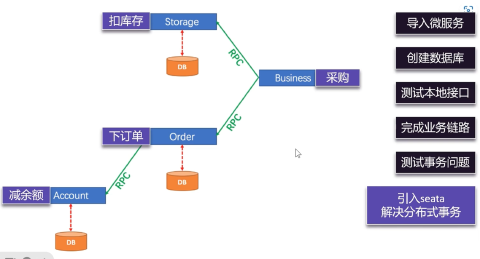 扣库存 Storage
导入微服务
RPC
DB
创建数据库
Business 采购
测试本地接口
RPC
下订单 Order
完成业务链路
测试事务问题
RPC
DB
减余额 Account
引入seata
解决分布式事务
DB